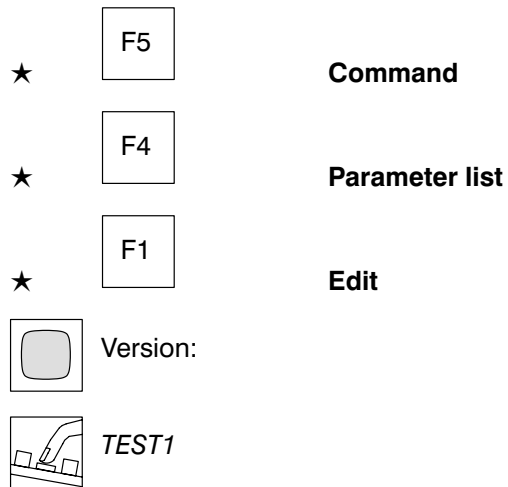 F5
★ Command
F4
★ Parameter list
F1
★ Edit
Version:
TEST1